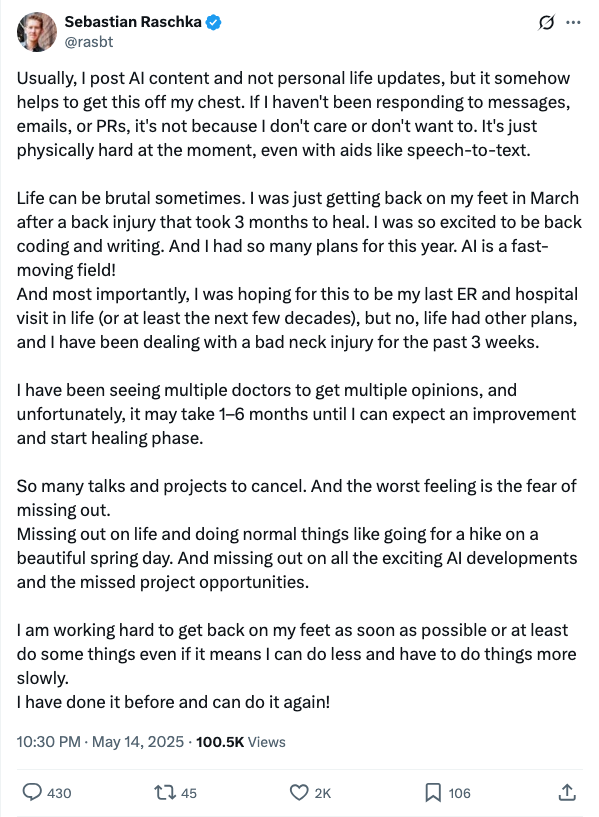 Sebastian Raschka
@rasbt
Usually, I post AI content and not personal life updates, but it somehow
helps to get this off my chest. If I haven't been responding to messages,
emails, or PRs, it's not because I don't care or don't want to. It's just
physically hard at the moment, even with aids like speech-to-text.
Life can be brutal sometimes. I was just getting back on my feet in March
after a back injury that took 3 months to heal. I was so excited to be back
coding and writing. And I had so many plans for this year. AI is a fast-
moving field!
And most importantly, I was hoping for this to be my last ER and hospital
visit in life (or at least the next few decades), but no, life had other plans,
and I have been dealing with a bad neck injury for the past 3 weeks.
I have been seeing multiple doctors to get multiple opinions, and
unfortunately, it may take 1–6 months until I can expect an improvement
and start healing phase.
So many talks and projects to cancel. And the worst feeling is the fear of
missing out.
Missing out on life and doing normal things like going for a hike on a
beautiful spring day. And missing out on all the exciting AI developments
and the missed project opportunities.
I am working hard to get back on my feet as soon as possible or at least
do some things even if it means I can do less and have to do things more
slowly.
I have done it before and can do it again!
10:30 PM · May 14, 2025 · 100.5K Views
430 45 2K 106